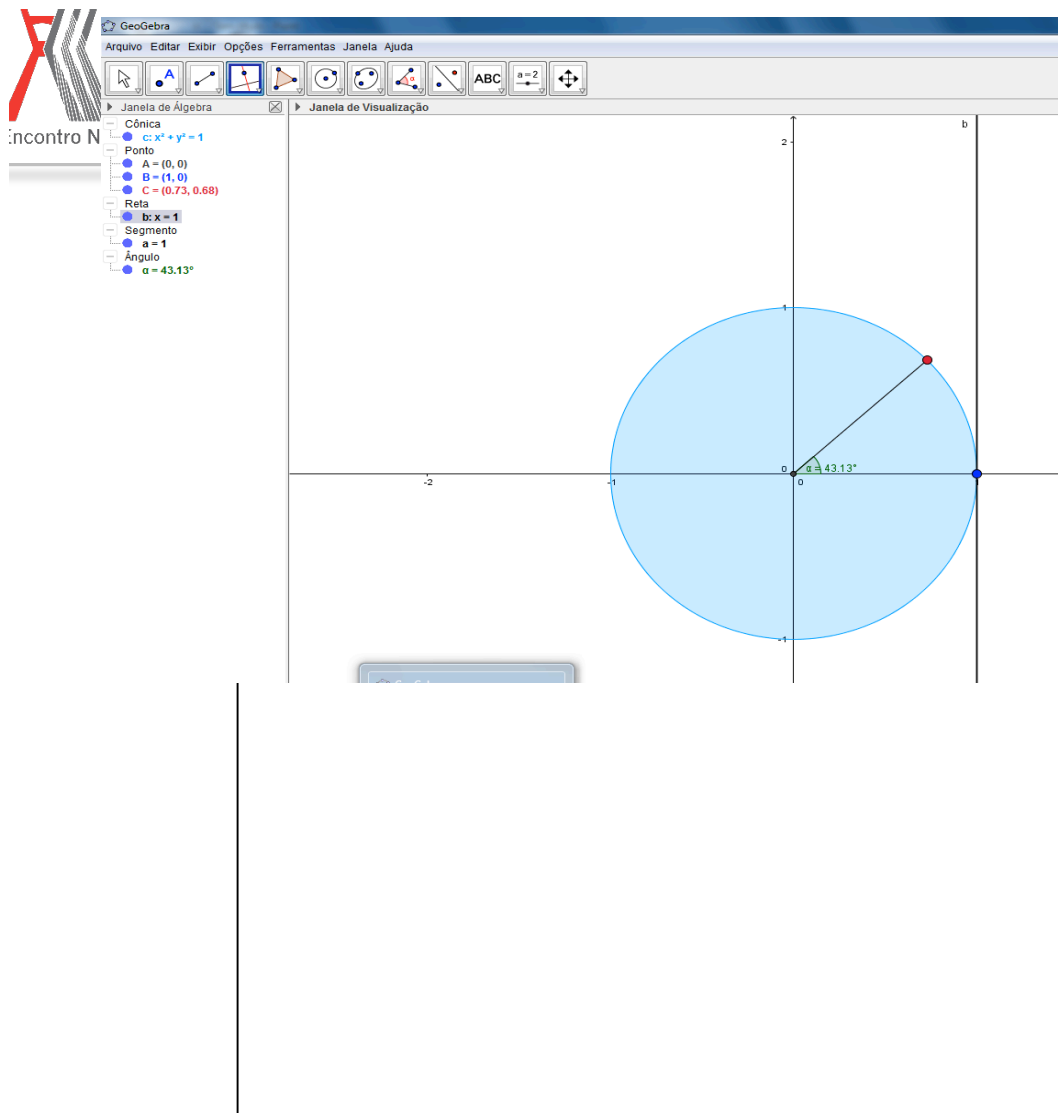 GeoGebra
Arquivo Editar Exibir Opções Ferramentas Janela Ajuda
A
α
ABC
a=2
Janela de Álgebra
Janela de Visualização
Encontro N
Cônica
c: x² + y² = 1
Ponto
A = (0, 0)
B = (1, 0)
C = (0.73, 0.68)
Reta
b: x = 1
Segmento
a = 1
Ângulo
α = 43.13°
b
2
1
0
α = 43.13°
-2
-1
0
-1